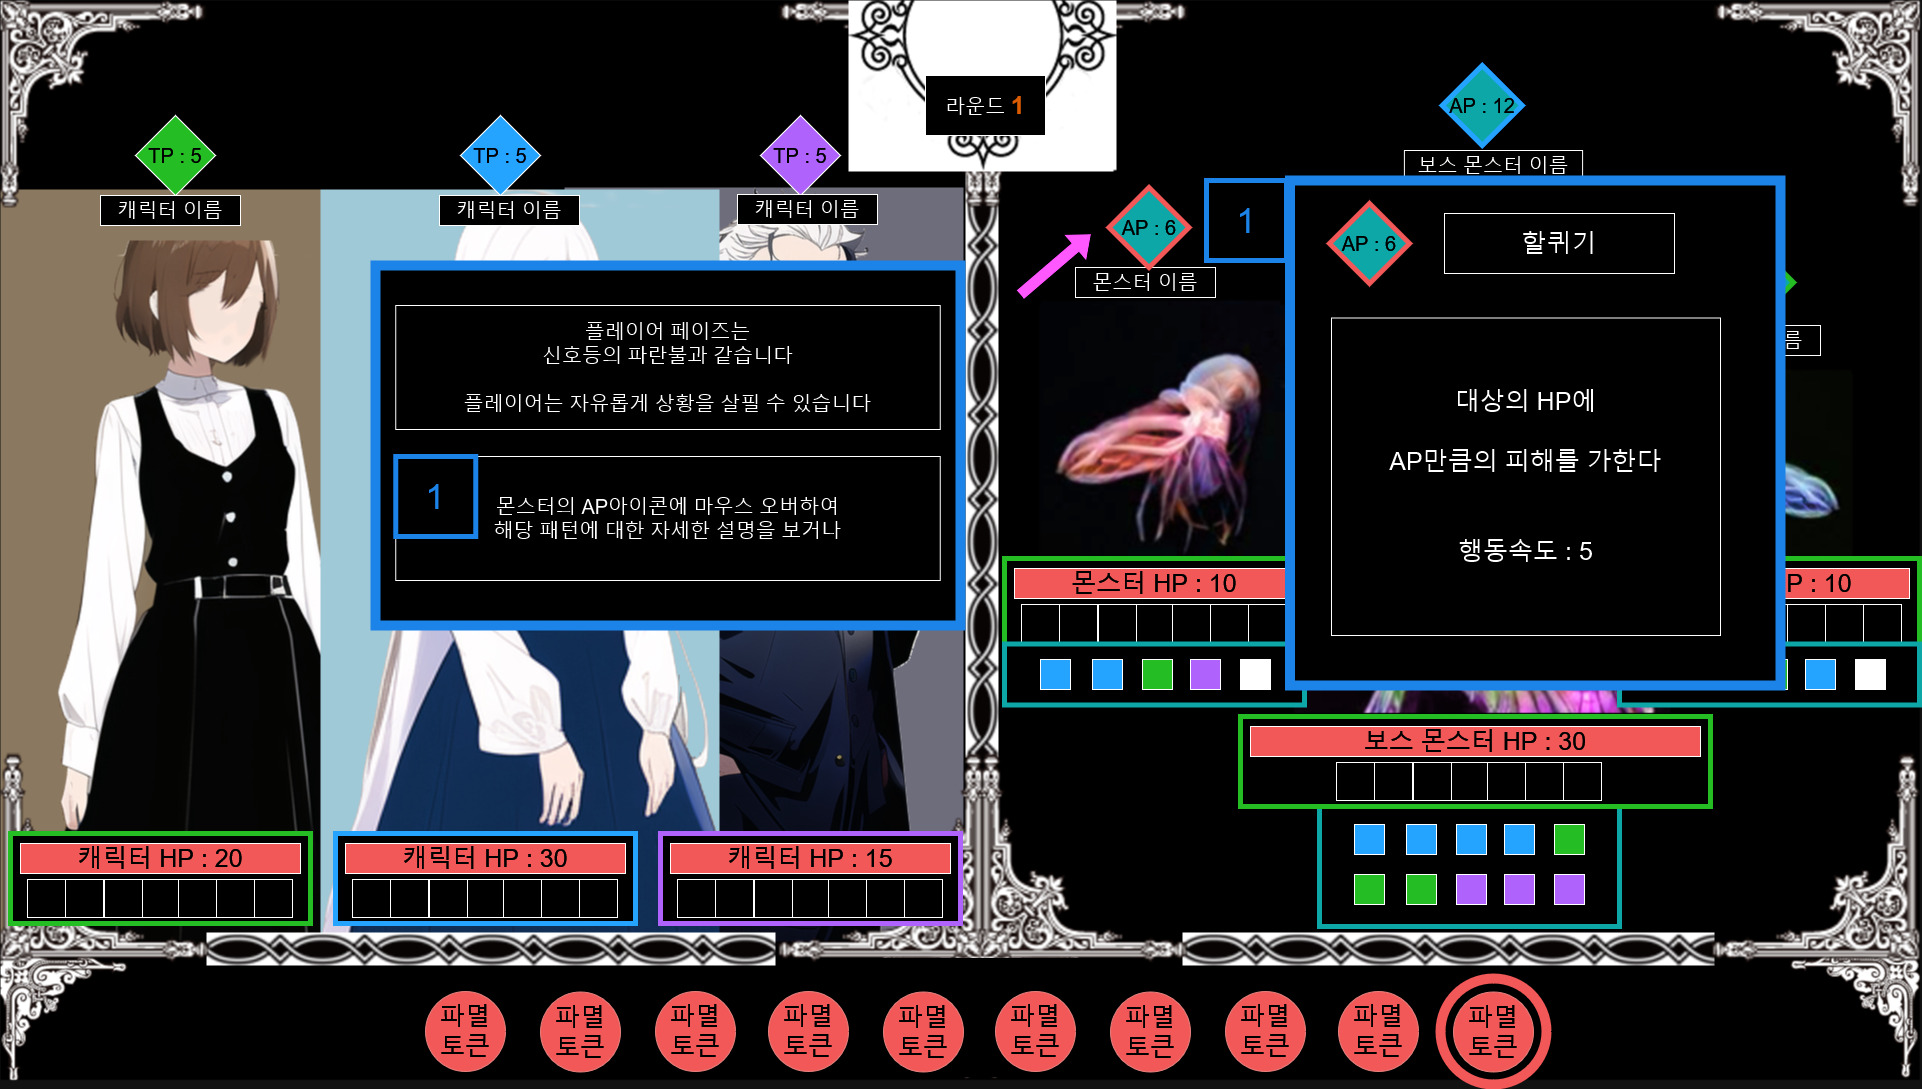 라운드 1
TP : 5
TP : 5
TP : 5
캐릭터 이름
캐릭터 이름
캐릭터 이름
AP : 12
보스 몬스터 이름
AP : 6
몬스터 이름
1
AP : 6
할퀴기
대상의 HP에
AP만큼의 피해를 가한다
행동속도 : 5
름
플레이어 페이즈는
신호등의 파란불과 같습니다
플레이어는 자유롭게 상황을 살필 수 있습니다
1
몬스터의 AP아이콘에 마우스 오버하여
해당 패턴에 대한 자세한 설명을 보거나
몬스터 HP : 10
P : 10
보스 몬스터 HP : 30
캐릭터 HP : 20
캐릭터 HP : 30
캐릭터 HP : 15
파멸
토큰
파멸
토큰
파멸
토큰
파멸
토큰
파멸
토큰
파멸
토큰
파멸
토큰
파멸
토큰
파멸
토큰
파멸
토큰